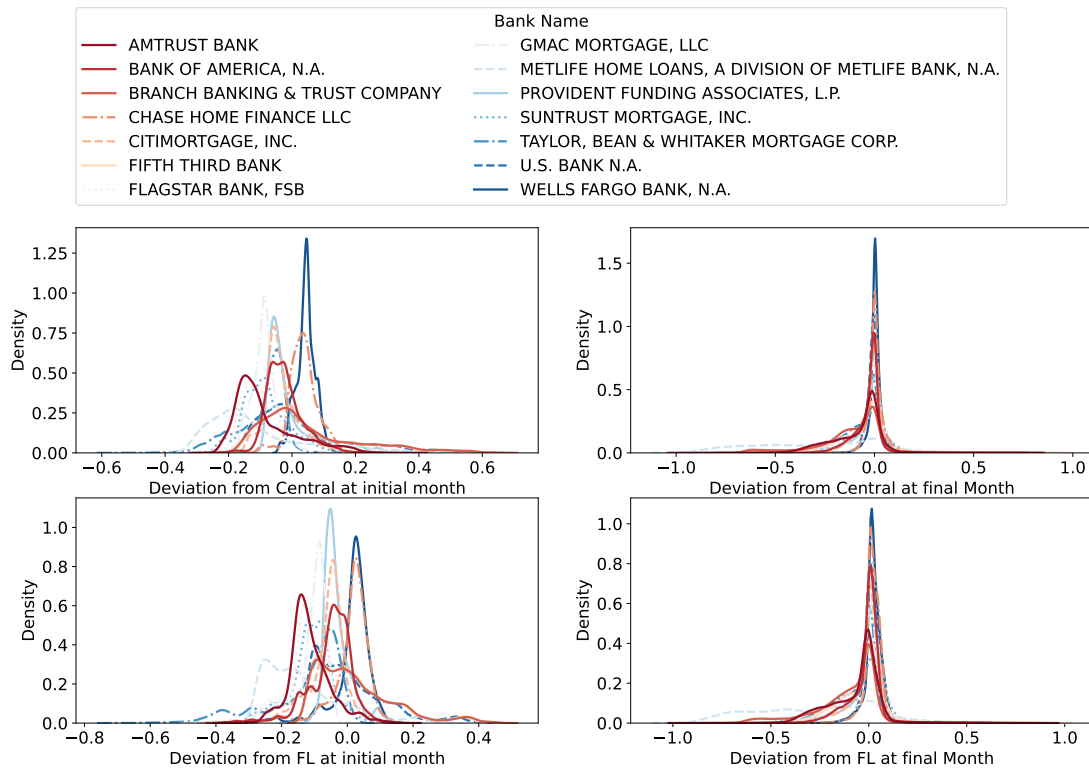 Bank Name
AMTRUST BANK
BANK OF AMERICA, N.A.
BRANCH BANKING & TRUST COMPANY
CHASE HOME FINANCE LLC
CITIMORTGAGE, INC.
FIFTH THIRD BANK
FLAGSTAR BANK, FSB
GMAC MORTGAGE, LLC
METLIFE HOME LOANS, A DIVISION OF METLIFE BANK, N.A.
PROVIDENT FUNDING ASSOCIATES, L.P.
SUNTRUST MORTGAGE, INC.
TAYLOR, BEAN & WHITAKER MORTGAGE CORP.
U.S. BANK N.A.
WELLS FARGO BANK, N.A.
Density
1.25
1.00
0.75
0.50
0.25
0.00
−0.6 −0.4 −0.2 0.0 0.2 0.4 0.6
Deviation from Central at initial month
Density
1.5
1.0
0.5
0.0
−1.0 −0.5 0.0 0.5 1.0
Deviation from Central at final Month
Density
1.0
0.8
0.6
0.4
0.2
0.0
−0.8 −0.6 −0.4 −0.2 0.0 0.2 0.4
Deviation from FL at initial month
Density
1.0
0.8
0.6
0.4
0.2
0.0
−1.0 −0.5 0.0 0.5 1.0
Deviation from FL at final Month